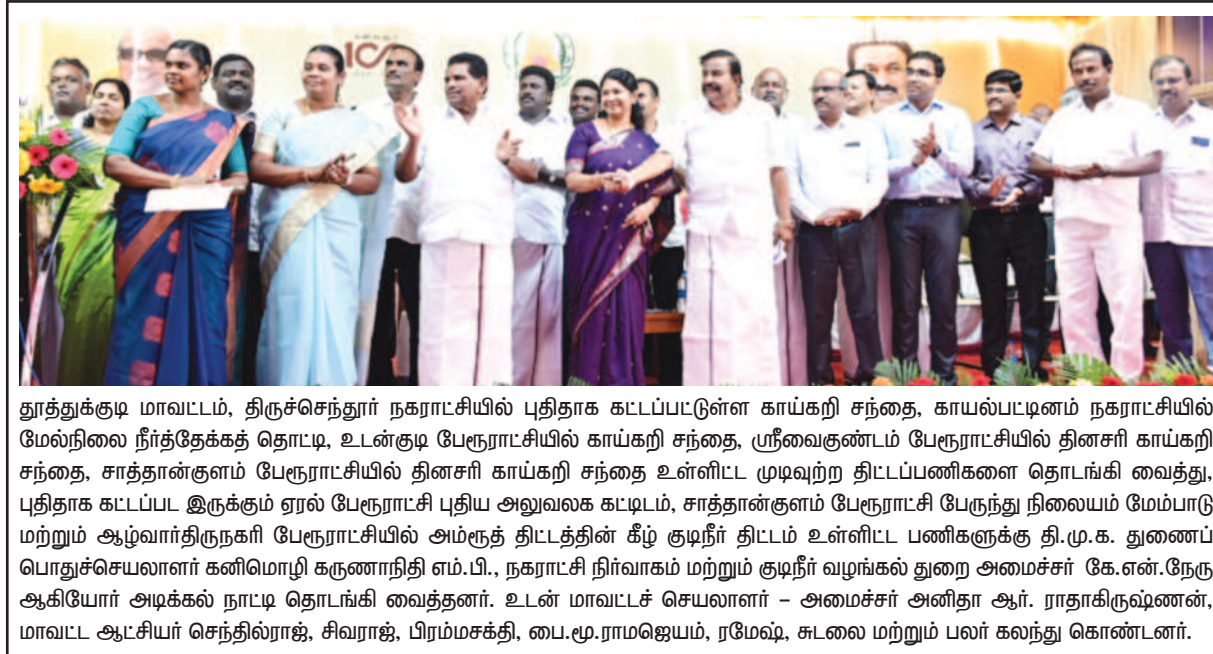 தூத்துக்குடி மாவட்டம், திருச்செந்தூர் நகராட்சியில் புதிதாக கட்டப்பட்டுள்ள காய்கறி சந்தை, காயல்பட்டினம் நகராட்சியில்
மேல்நிலை நீர்த்தேக்கத் தொட்டி, உடன்குடி பேரூராட்சியில் காய்கறி சந்தை, ஸ்ரீவைகுண்டம் பேரூராட்சியில் தினசரி காய்கறி
சந்தை, சாத்தான்குளம் பேரூராட்சியில் தினசரி காய்கறி சந்தை உள்ளிட்ட முடிவுற்ற திட்டப்பணிகளை தொடங்கி வைத்து,
புதிதாக கட்டப்பட இருக்கும் ஏரல் பேரூராட்சி புதிய அலுவலக கட்டிடம், சாத்தான்குளம் பேரூராட்சி பேருந்து நிலையம் மேம்பாடு
மற்றும் ஆழ்வார்திருநகரி பேரூராட்சியில் அம்ரூத் திட்டத்தின் கீழ் குடிநீர் திட்டம் உள்ளிட்ட பணிகளுக்கு தி.மு.க. துணைப்
பொதுச்செயலாளர் கனிமொழி கருணாநிதி எம்.பி., நகராட்சி நிர்வாகம் மற்றும் குடிநீர் வழங்கல் துறை அமைச்சர் கே.என்.நேரு
ஆகியோர் அடிக்கல் நாட்டி தொடங்கி வைத்தனர். உடன் மாவட்டச் செயலாளர் – அமைச்சர் அனிதா ஆர். ராதாகிருஷ்ணன்,
மாவட்ட ஆட்சியர் செந்தில்ராஜ், சிவராஜ், பிரம்மசக்தி, பை.மூ.ராமஜெயம், ரமேஷ், சுடலை மற்றும் பலர் கலந்து கொண்டனர்.